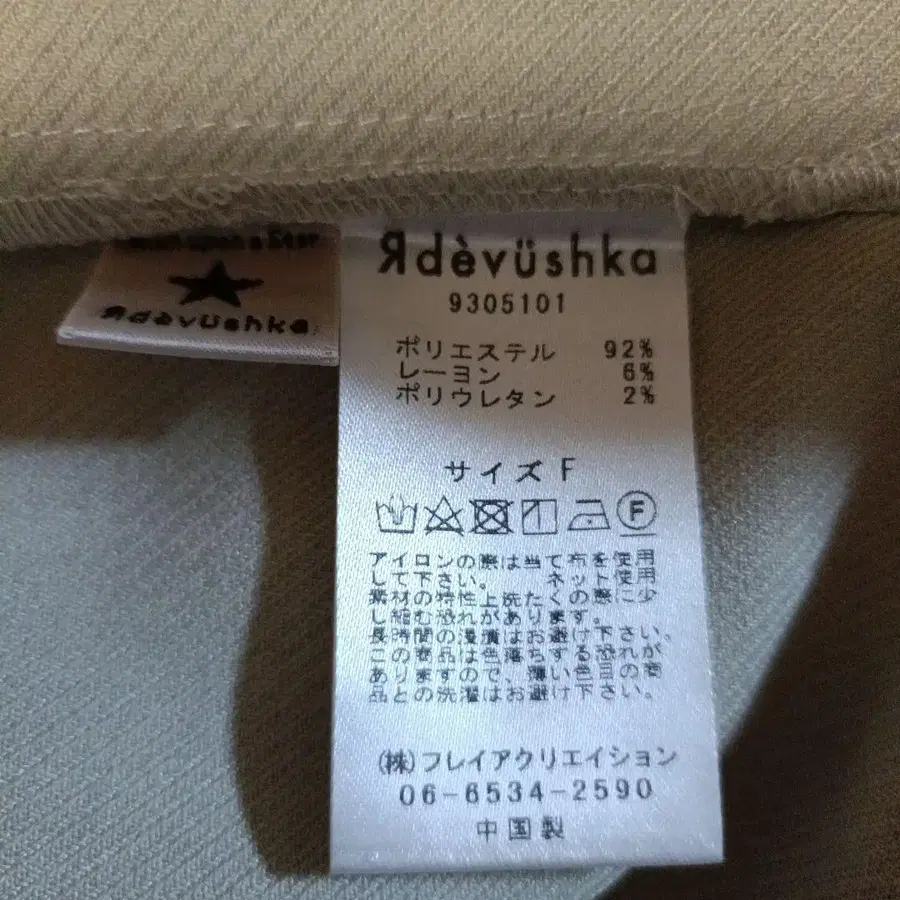 a Star
Яdèvüshka
Яdèvüshka
9305101
ポリエステル 92%
レーヨン 6%
ポリウレタン 2%
サイズ F
F
アイロンの際は当て布を使用
して下さい。 ネット使用
素材の特性上洗たくの際に少
し縮む恐れがあります。
長時間の浸漬はお避け下さい。
この商品は色落ちする恐れが
ありますので、薄い色目の商
品との洗濯はお避け下さい。
(株)フレイアクリエイション
06-6534-2590
中国製